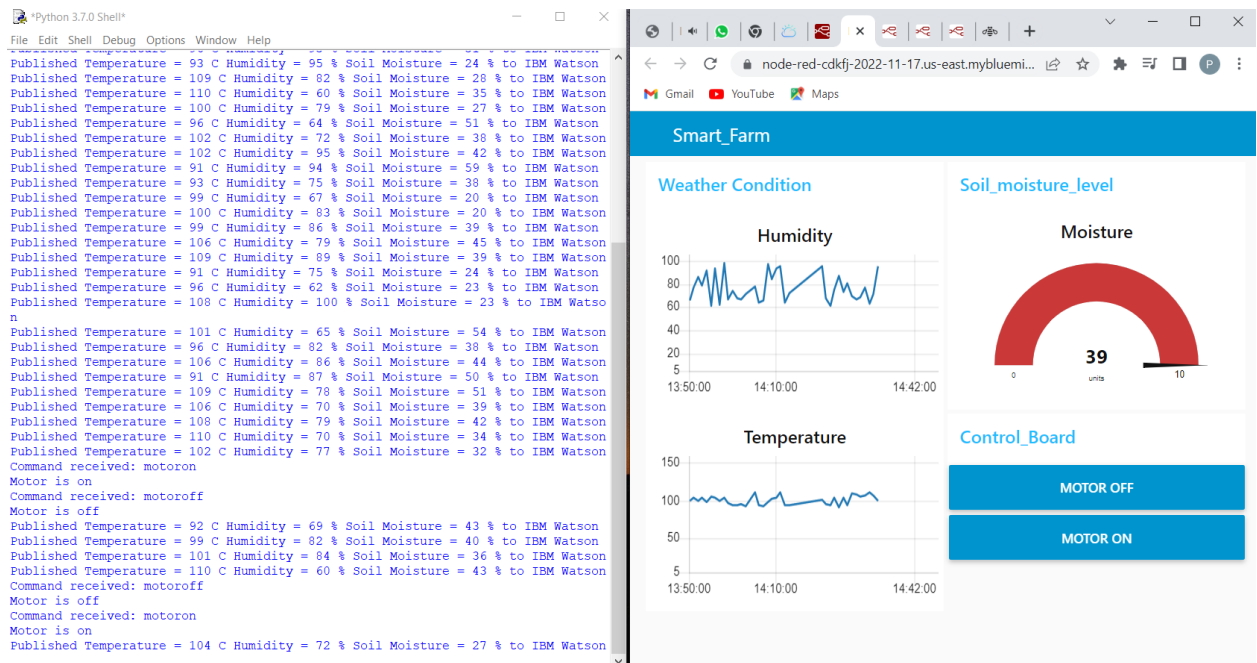 *Python 3.7.0 Shell*
File Edit Shell Debug Options Window Help
Published Temperature = 93 C Humidity = 95 % Soil Moisture = 24 % to IBM Watson
Published Temperature = 109 C Humidity = 82 % Soil Moisture = 28 % to IBM Watson
Published Temperature = 110 C Humidity = 60 % Soil Moisture = 35 % to IBM Watson
Published Temperature = 100 C Humidity = 79 % Soil Moisture = 27 % to IBM Watson
Published Temperature = 96 C Humidity = 64 % Soil Moisture = 51 % to IBM Watson
Published Temperature = 102 C Humidity = 72 % Soil Moisture = 38 % to IBM Watson
Published Temperature = 102 C Humidity = 95 % Soil Moisture = 42 % to IBM Watson
Published Temperature = 91 C Humidity = 94 % Soil Moisture = 59 % to IBM Watson
Published Temperature = 93 C Humidity = 75 % Soil Moisture = 38 % to IBM Watson
Published Temperature = 99 C Humidity = 67 % Soil Moisture = 20 % to IBM Watson
Published Temperature = 100 C Humidity = 83 % Soil Moisture = 20 % to IBM Watson
Published Temperature = 99 C Humidity = 86 % Soil Moisture = 39 % to IBM Watson
Published Temperature = 106 C Humidity = 79 % Soil Moisture = 45 % to IBM Watson
Published Temperature = 109 C Humidity = 89 % Soil Moisture = 39 % to IBM Watson
Published Temperature = 91 C Humidity = 75 % Soil Moisture = 24 % to IBM Watson
Published Temperature = 96 C Humidity = 62 % Soil Moisture = 23 % to IBM Watson
Published Temperature = 108 C Humidity = 100 % Soil Moisture = 23 % to IBM Watso
n
Published Temperature = 101 C Humidity = 65 % Soil Moisture = 54 % to IBM Watson
Published Temperature = 96 C Humidity = 82 % Soil Moisture = 38 % to IBM Watson
Published Temperature = 106 C Humidity = 86 % Soil Moisture = 44 % to IBM Watson
Published Temperature = 91 C Humidity = 87 % Soil Moisture = 50 % to IBM Watson
Published Temperature = 109 C Humidity = 78 % Soil Moisture = 51 % to IBM Watson
Published Temperature = 106 C Humidity = 70 % Soil Moisture = 39 % to IBM Watson
Published Temperature = 108 C Humidity = 79 % Soil Moisture = 42 % to IBM Watson
Published Temperature = 110 C Humidity = 70 % Soil Moisture = 34 % to IBM Watson
Published Temperature = 102 C Humidity = 77 % Soil Moisture = 32 % to IBM Watson
Command received: motoron
Motor is on
Command received: motoroff
Motor is off
Published Temperature = 92 C Humidity = 69 % Soil Moisture = 43 % to IBM Watson
Published Temperature = 99 C Humidity = 82 % Soil Moisture = 40 % to IBM Watson
Published Temperature = 101 C Humidity = 84 % Soil Moisture = 36 % to IBM Watson
Published Temperature = 110 C Humidity = 60 % Soil Moisture = 43 % to IBM Watson
Command received: motoroff
Motor is off
Command received: motoron
Motor is on
Published Temperature = 104 C Humidity = 72 % Soil Moisture = 27 % to IBM Watson
node-red-cdkfj-2022-11-17.us-east.mybluemi...
P
Gmail YouTube Maps
Smart_Farm
Weather Condition
Humidity
100
80
60
40
20
5
13:50:00 14:10:00 14:42:00
Temperature
150
100
50
5
13:50:00 14:10:00 14:42:00
Soil_moisture_level
Moisture
39
0 units 10
Control_Board
MOTOR OFF
MOTOR ON